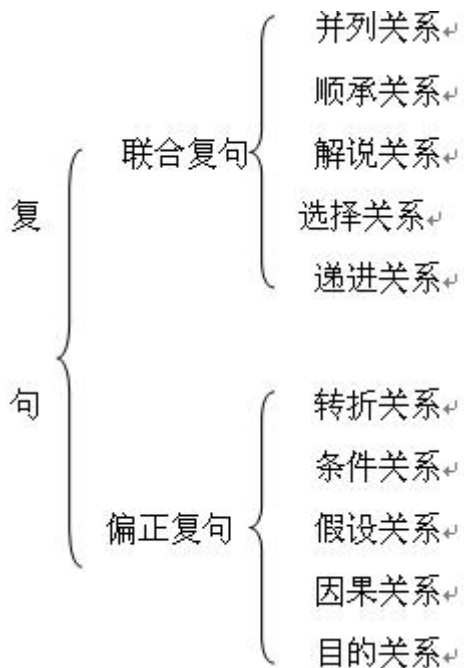 复句
联合复句
并列关系
顺承关系
解说关系
选择关系
递进关系
偏正复句
转折关系
条件关系
假设关系
因果关系
目的关系